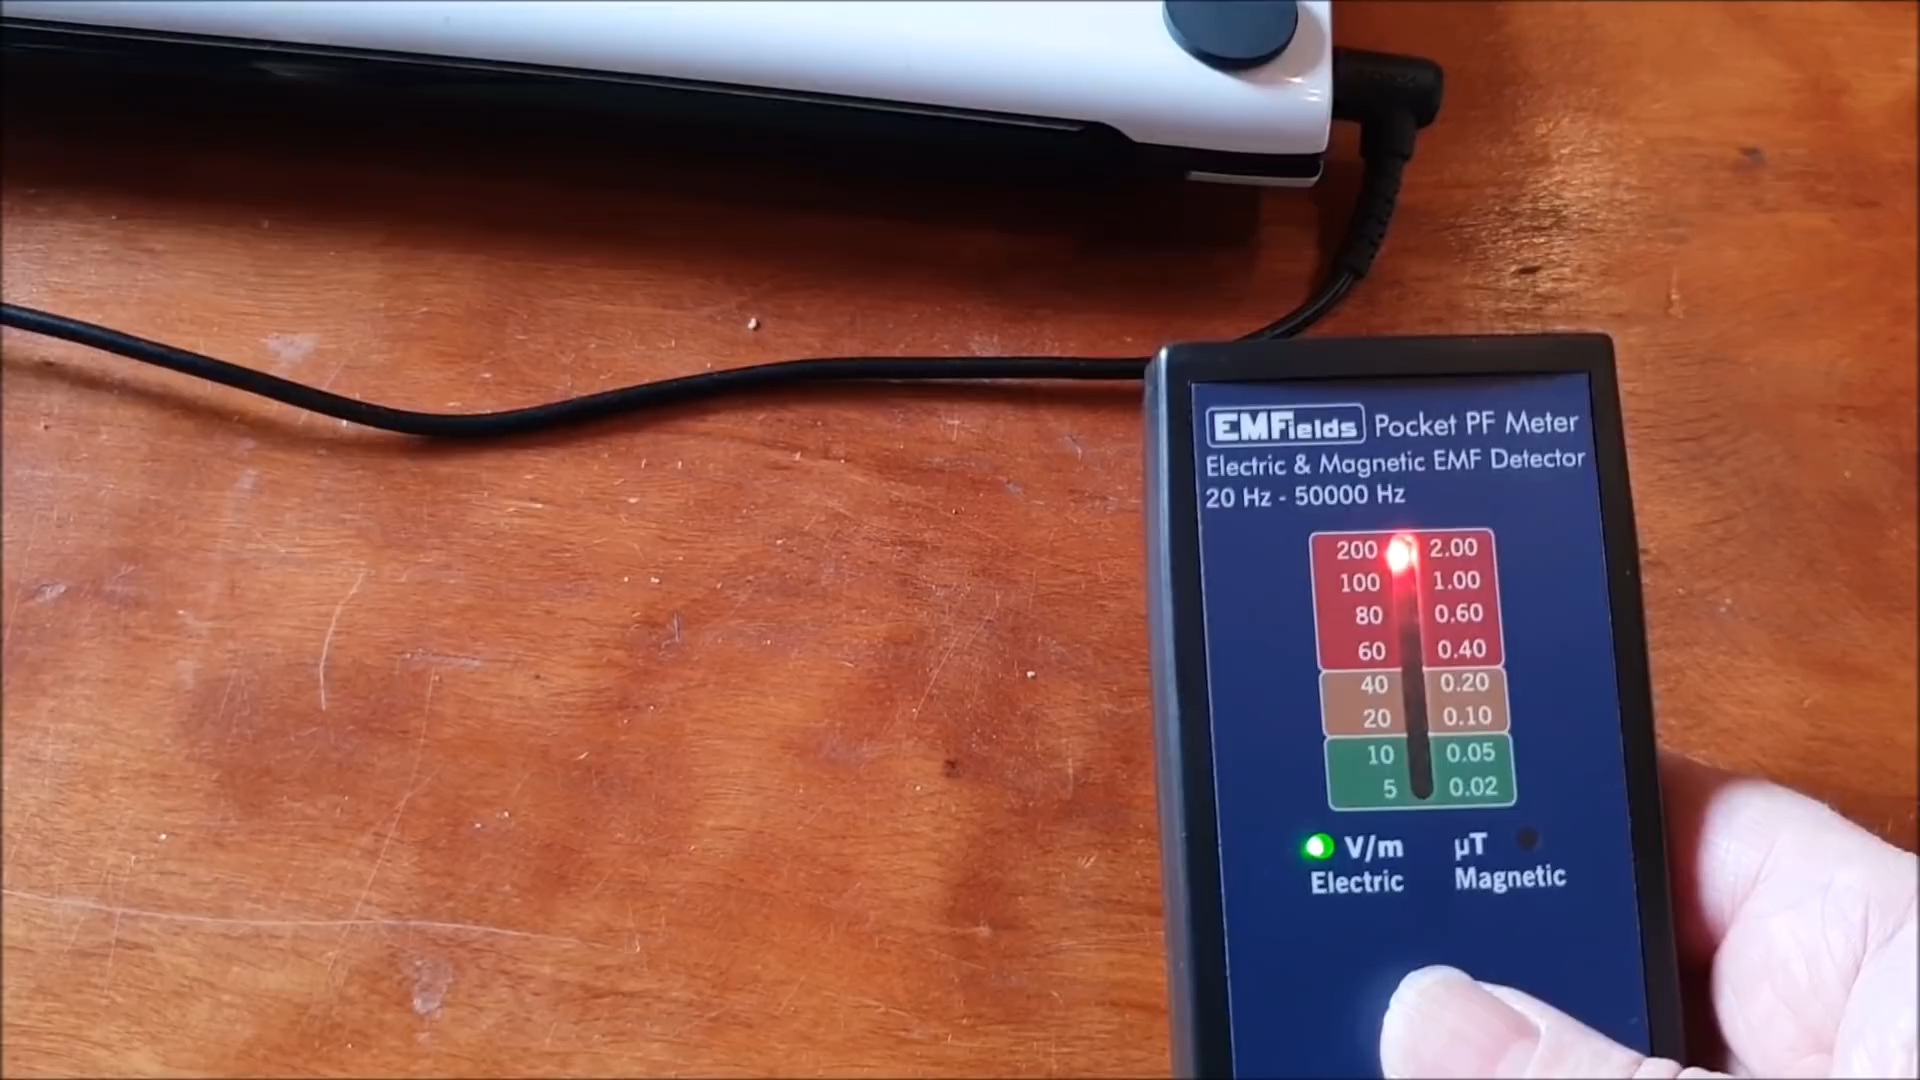 EMFields Pocket PF Meter
Electric & Magnetic EMF Detector
20 Hz - 50000 Hz
200 2.00
100 1.00
80 0.60
60 0.40
40 0.20
20 0.10
10 0.05
5 0.02
V/m µT
Electric Magnetic